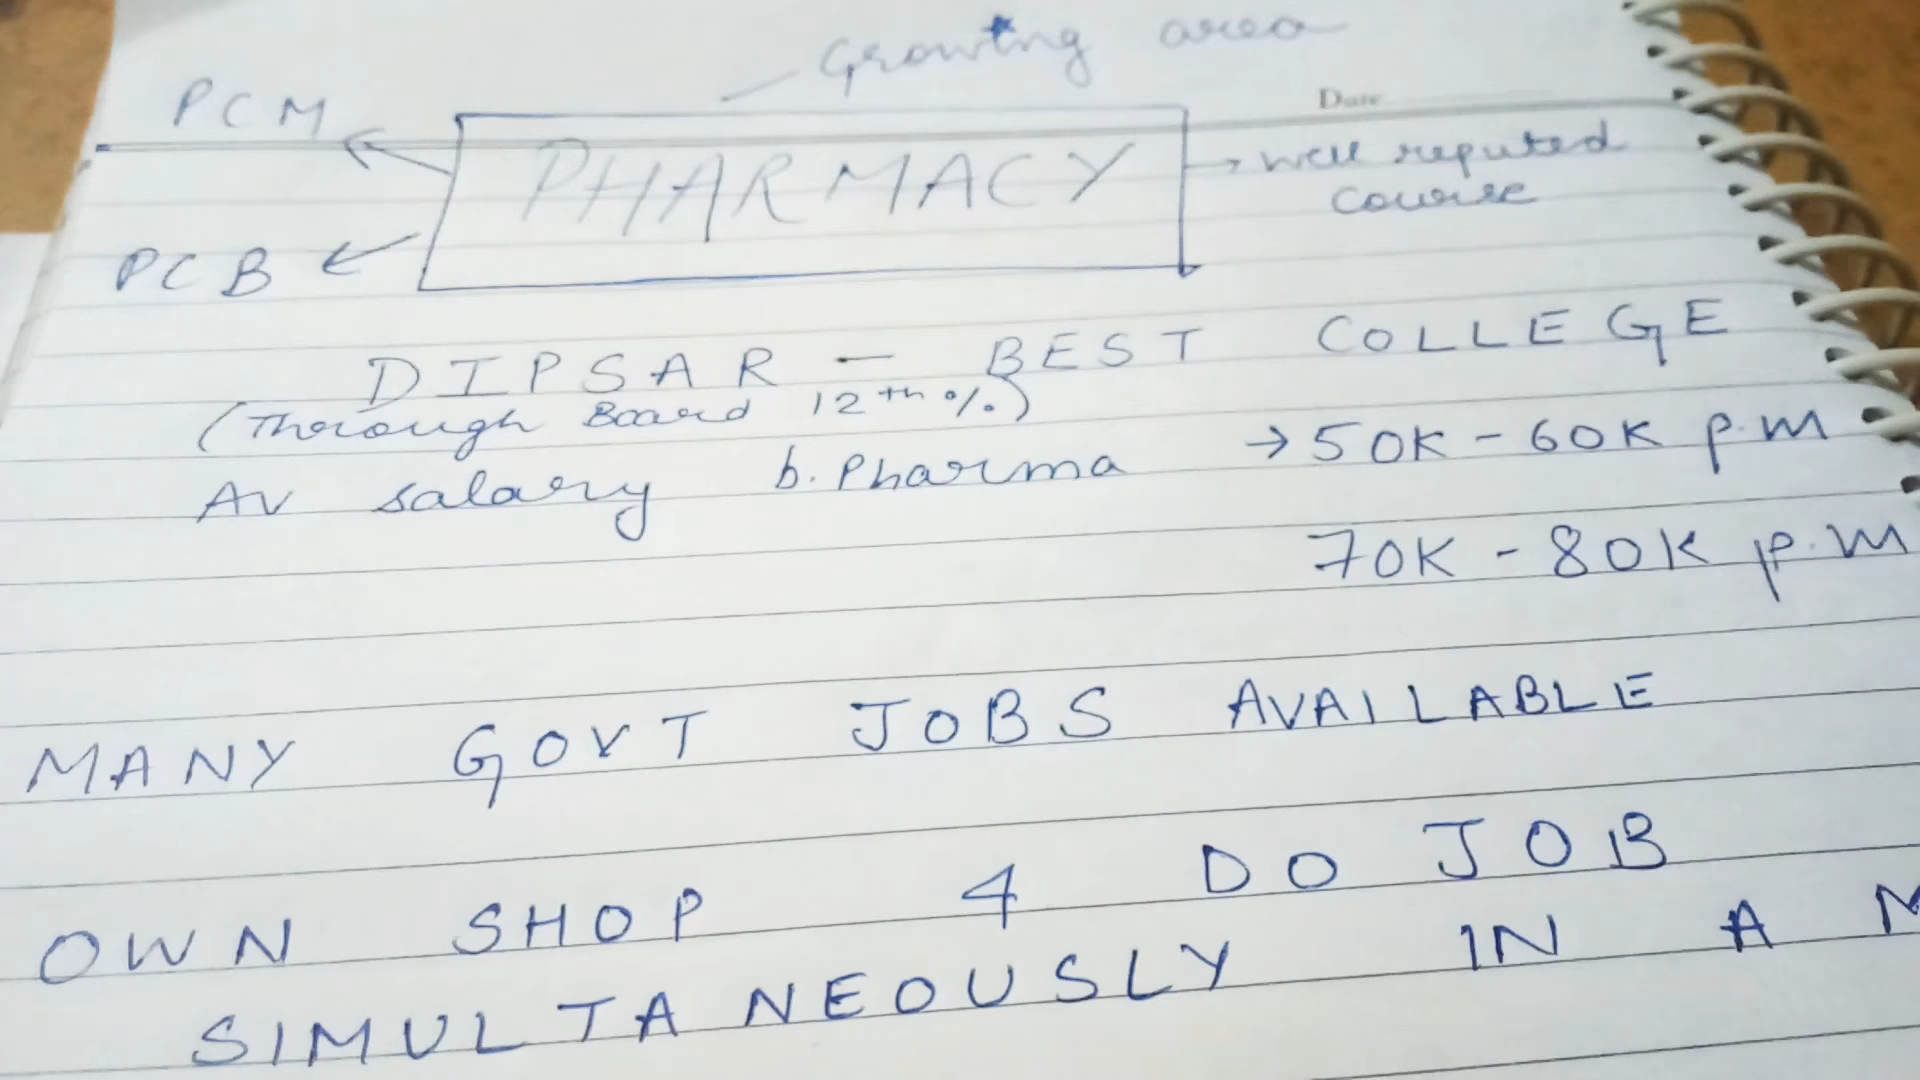 Growing area
Date
PCM
PHARMACY
→ well reputed
course
PCB
DIPSAR - BEST COLLEGE
(Through Board 12th %)
AV salary b. Pharma → 50K - 60K p.m
70K - 80K p.m
MANY GOVT JOBS AVAILABLE
OWN SHOP 4 DO JOB
SIMULTANEOUSLY IN A M